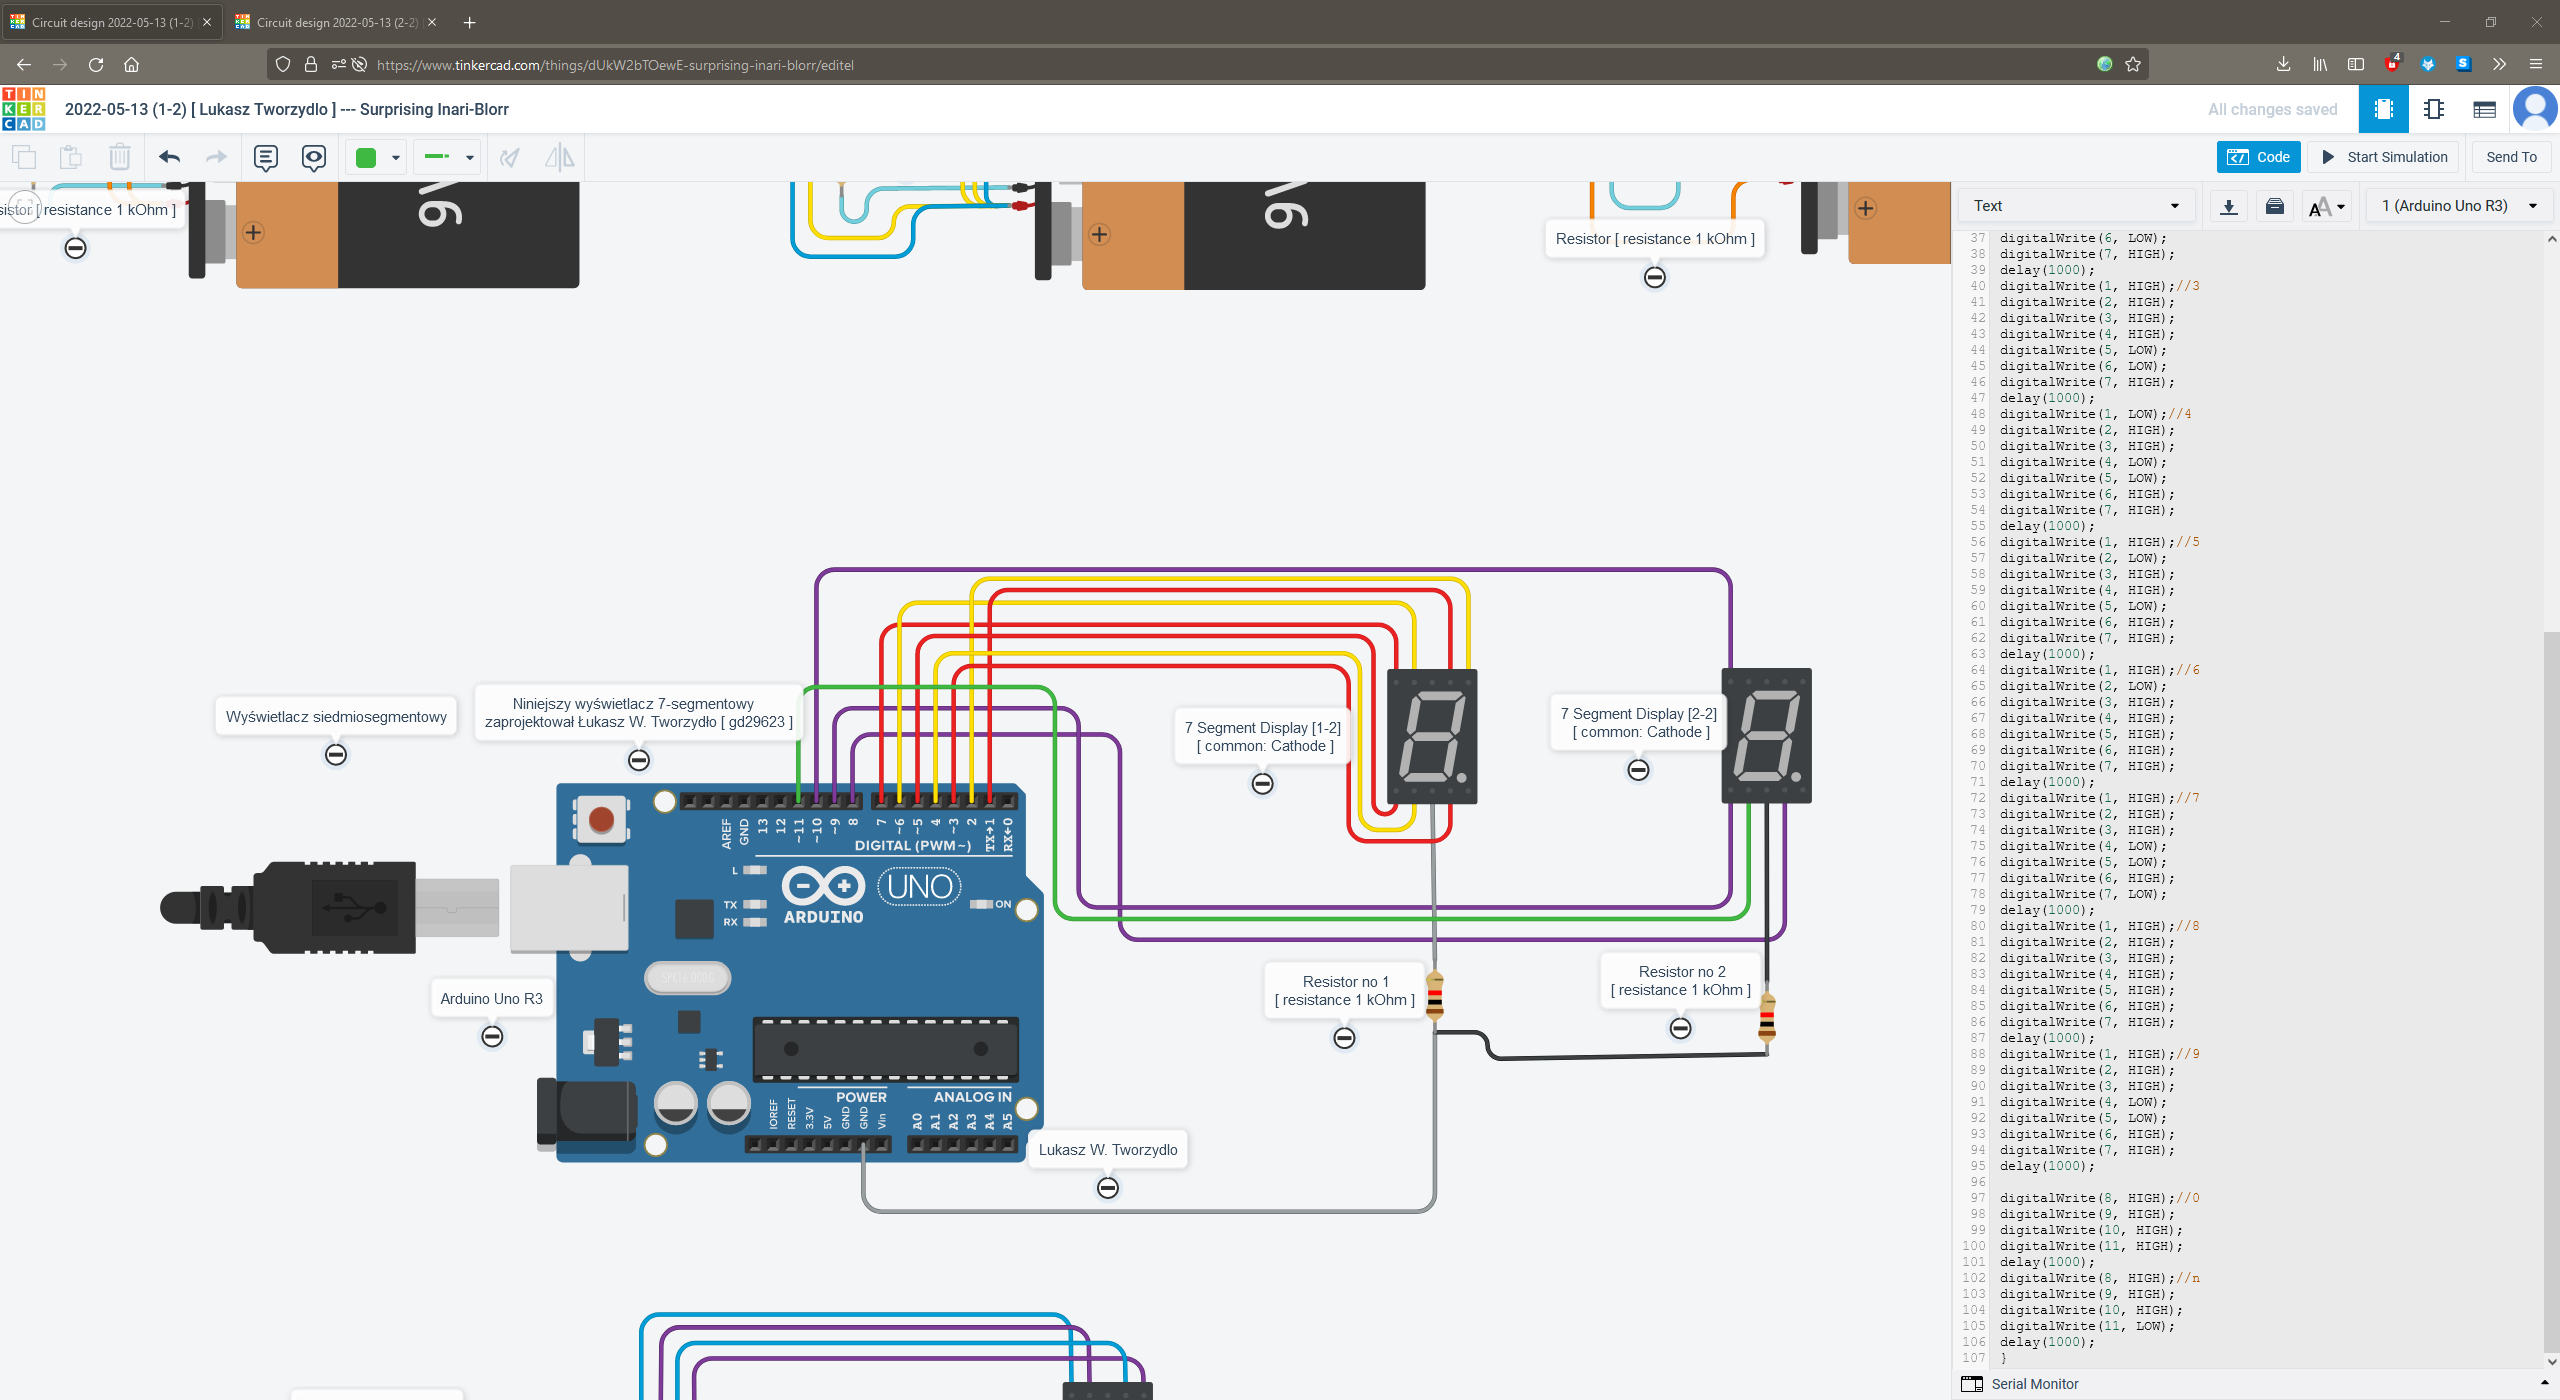 Circuit design 2022-05-13 (1-2)
Circuit design 2022-05-13 (2-2)
https://www.tinkercad.com/things/dUkW2bTOewE-surprising-inari-blorr/editel
4
S
TIN
KER
CAD
2022-05-13 (1-2) [ Lukasz Tworzydlo ] --- Surprising Inari-Blorr
All changes saved
Code
Start Simulation
Send To
Text
1 (Arduino Uno R3)
[ resistance 1 kOhm ]
9V
9V
Resistor [ resistance 1 kOhm ]
Wyświetlacz siedmiosegmentowy
Niniejszy wyświetlacz 7-segmentowy
zaprojektował Łukasz W. Tworzydło [ gd29623 ]
7 Segment Display [1-2]
[ common: Cathode ]
7 Segment Display [2-2]
[ common: Cathode ]
AREF
GND
13
12
~11
~10
~9
8
7
~6
~5
4
~3
2
TX→1
RX←0
DIGITAL (PWM~)
L
TX
RX
ARDUINO
UNO
ON
SPK16.000G
Arduino Uno R3
Resistor no 1
[ resistance 1 kOhm ]
Resistor no 2
[ resistance 1 kOhm ]
POWER
ANALOG IN
IOREF
RESET
3.3V
5V
GND
GND
Vin
A0
A1
A2
A3
A4
A5
Lukasz W. Tworzydlo
37 digitalWrite(6, LOW);
38 digitalWrite(7, HIGH);
39 delay(1000);
40 digitalWrite(1, HIGH);//3
41 digitalWrite(2, HIGH);
42 digitalWrite(3, HIGH);
43 digitalWrite(4, HIGH);
44 digitalWrite(5, LOW);
45 digitalWrite(6, LOW);
46 digitalWrite(7, HIGH);
47 delay(1000);
48 digitalWrite(1, LOW);//4
49 digitalWrite(2, HIGH);
50 digitalWrite(3, HIGH);
51 digitalWrite(4, LOW);
52 digitalWrite(5, LOW);
53 digitalWrite(6, HIGH);
54 digitalWrite(7, HIGH);
55 delay(1000);
56 digitalWrite(1, HIGH);//5
57 digitalWrite(2, LOW);
58 digitalWrite(3, HIGH);
59 digitalWrite(4, HIGH);
60 digitalWrite(5, LOW);
61 digitalWrite(6, HIGH);
62 digitalWrite(7, HIGH);
63 delay(1000);
64 digitalWrite(1, HIGH);//6
65 digitalWrite(2, LOW);
66 digitalWrite(3, HIGH);
67 digitalWrite(4, HIGH);
68 digitalWrite(5, HIGH);
69 digitalWrite(6, HIGH);
70 digitalWrite(7, HIGH);
71 delay(1000);
72 digitalWrite(1, HIGH);//7
73 digitalWrite(2, HIGH);
74 digitalWrite(3, HIGH);
75 digitalWrite(4, LOW);
76 digitalWrite(5, LOW);
77 digitalWrite(6, HIGH);
78 digitalWrite(7, LOW);
79 delay(1000);
80 digitalWrite(1, HIGH);//8
81 digitalWrite(2, HIGH);
82 digitalWrite(3, HIGH);
83 digitalWrite(4, HIGH);
84 digitalWrite(5, HIGH);
85 digitalWrite(6, HIGH);
86 digitalWrite(7, HIGH);
87 delay(1000);
88 digitalWrite(1, HIGH);//9
89 digitalWrite(2, HIGH);
90 digitalWrite(3, HIGH);
91 digitalWrite(4, LOW);
92 digitalWrite(5, LOW);
93 digitalWrite(6, HIGH);
94 digitalWrite(7, HIGH);
95 delay(1000);
96
97 digitalWrite(8, HIGH);//0
98 digitalWrite(9, HIGH);
99 digitalWrite(10, HIGH);
100 digitalWrite(11, HIGH);
101 delay(1000);
102 digitalWrite(8, HIGH);//n
103 digitalWrite(9, HIGH);
104 digitalWrite(10, HIGH);
105 digitalWrite(11, LOW);
106 delay(1000);
107 }
Serial Monitor